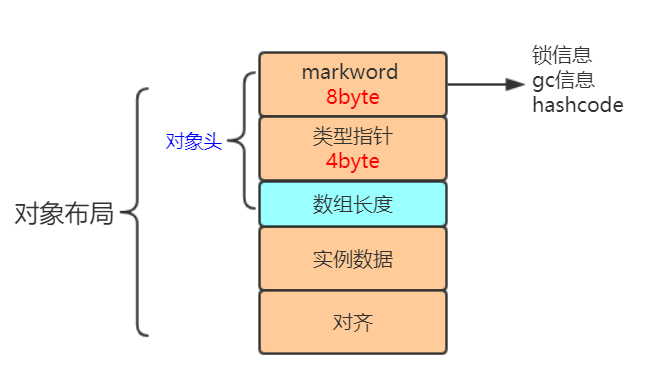 对象布局
对象头
markword
8byte
类型指针
4byte
数组长度
实例数据
对齐
锁信息
gc信息
hashcode